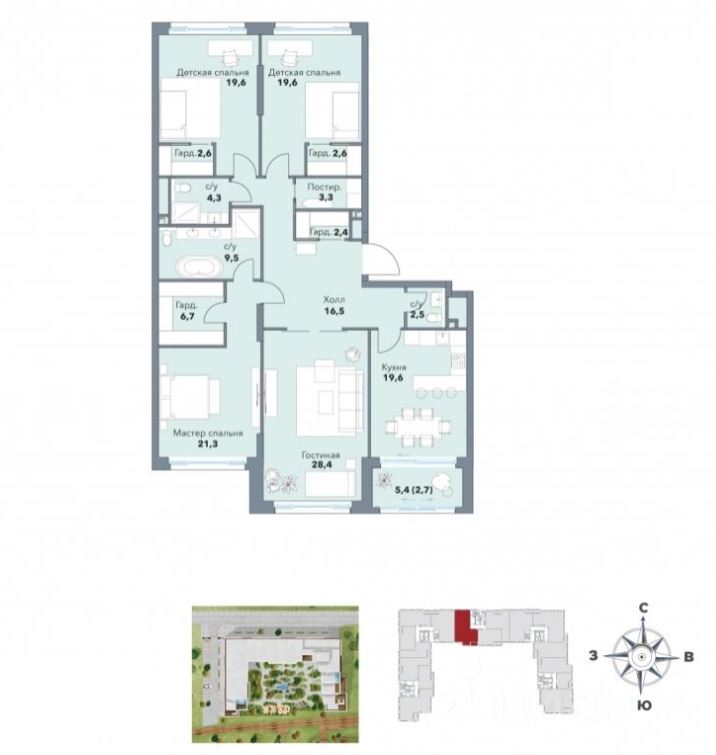 Детская спальня
19,6
Детская спальня
19,6
Гард. 2,6
Гард. 2,6
с/у
4,3
Постир.
3,3
Гард. 2,4
с/у
9,5
Гард.
6,7
Холл
16,5
с/у
2,5
Кухня
19,6
Мастер спальня
21,3
Гостиная
28,4
5,4 (2,7)
С
З
В
Ю